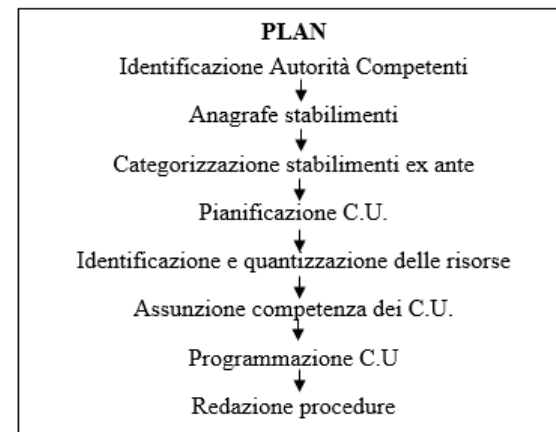 PLAN
Identificazione Autorità Competenti
Anagrafe stabilimenti
Categorizzazione stabilimenti ex ante
Pianificazione C.U.
Identificazione e quantizzazione delle risorse
Assunzione competenza dei C.U.
Programmazione C.U
Redazione procedure